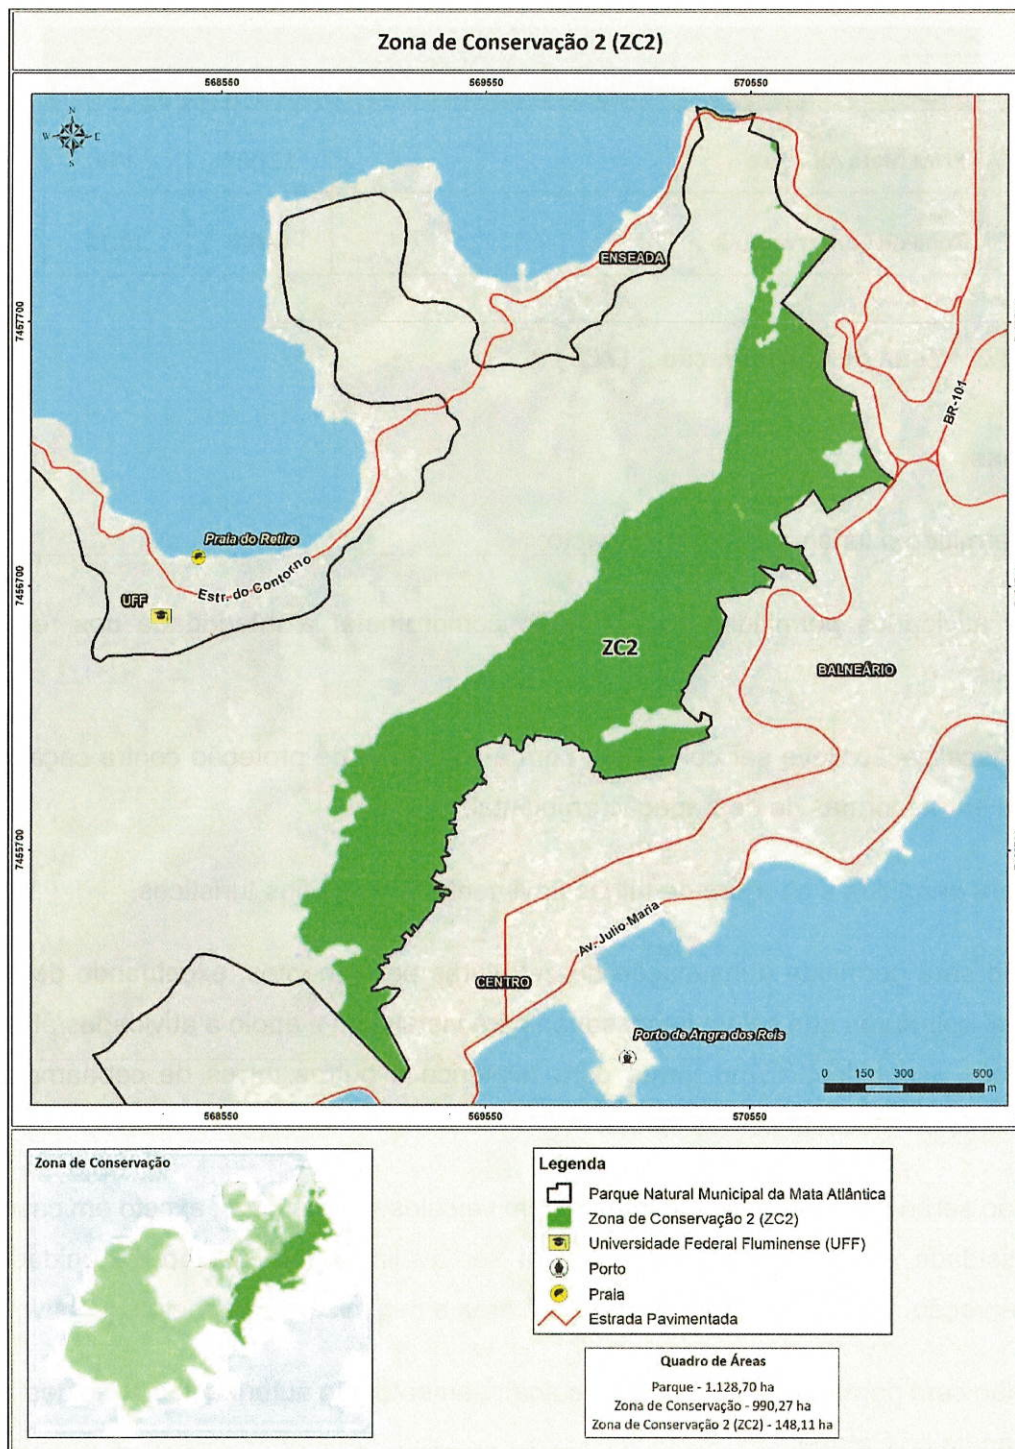 Zona de Conservação 2 (ZC2)
568550
569550
570550
N
W
E
S
ENSEADA
7457700
BR-101
Praia do Retiro
Estr. do Contorno
UFF
7456700
ZC2
BALNEÁRIO
7455700
Av. Julio Maria
CENTRO
Porto de Angra dos Reis
0 150 300 600
m
568550
569550
570550
Zona de Conservação
Legenda
Parque Natural Municipal da Mata Atlântica
Zona de Conservação 2 (ZC2)
Universidade Federal Fluminense (UFF)
Porto
Praia
Estrada Pavimentada
Quadro de Áreas
Parque - 1.128,70 ha
Zona de Conservação - 990,27 ha
Zona de Conservação 2 (ZC2) - 148,11 ha